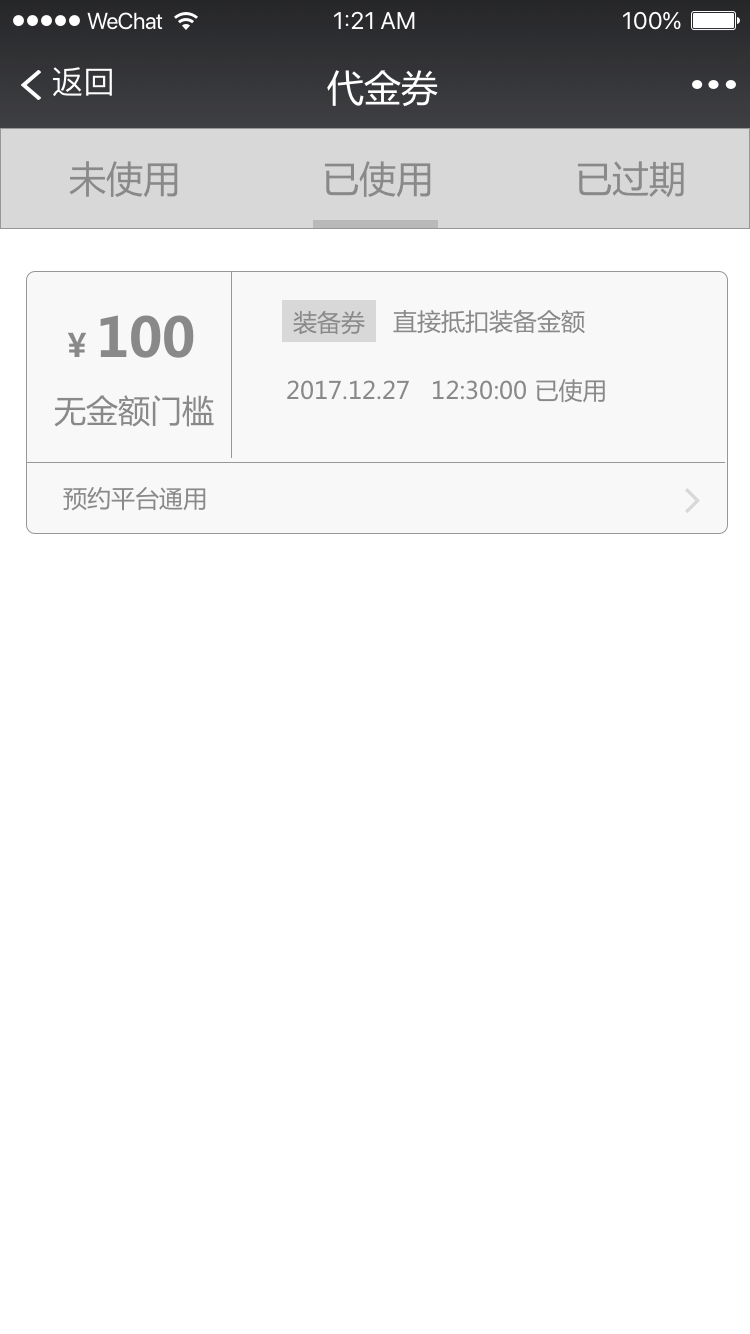 WeChat 1:21 AM 100%
返回 代金券
未使用 已使用 已过期
¥ 100
无金额门槛
装备券 直接抵扣装备金额
2017.12.27 12:30:00 已使用
预约平台通用